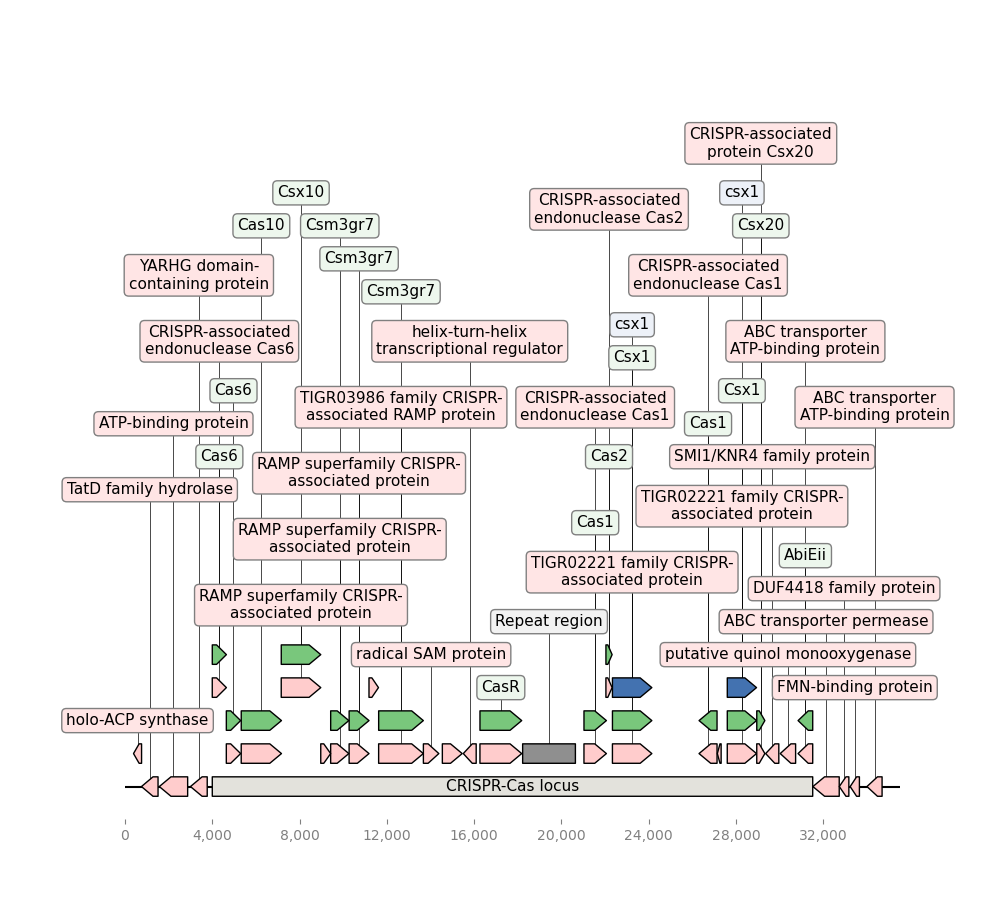 CRISPR-associated
protein Csx20
Csx10
csx1
CRISPR-associated
endonuclease Cas2
Cas10
Csm3gr7
Csx20
Csm3gr7
YARHG domain-
containing protein
CRISPR-associated
endonuclease Cas1
Csm3gr7
csx1
CRISPR-associated
endonuclease Cas6
helix-turn-helix
transcriptional regulator
ABC transporter
ATP-binding protein
Csx1
Cas6
Csx1
TIGR03986 family CRISPR-
associated RAMP protein
CRISPR-associated
endonuclease Cas1
ABC transporter
ATP-binding protein
ATP-binding protein
Cas1
Cas6
Cas2
SMI1/KNR4 family protein
RAMP superfamily CRISPR-
associated protein
TatD family hydrolase
TIGR02221 family CRISPR-
associated protein
Cas1
RAMP superfamily CRISPR-
associated protein
AbiEii
TIGR02221 family CRISPR-
associated protein
DUF4418 family protein
RAMP superfamily CRISPR-
associated protein
Repeat region
ABC transporter permease
radical SAM protein
putative quinol monooxygenase
CasR
FMN-binding protein
holo-ACP synthase
CRISPR-Cas locus
0
4,000
8,000
12,000
16,000
20,000
24,000
28,000
32,000